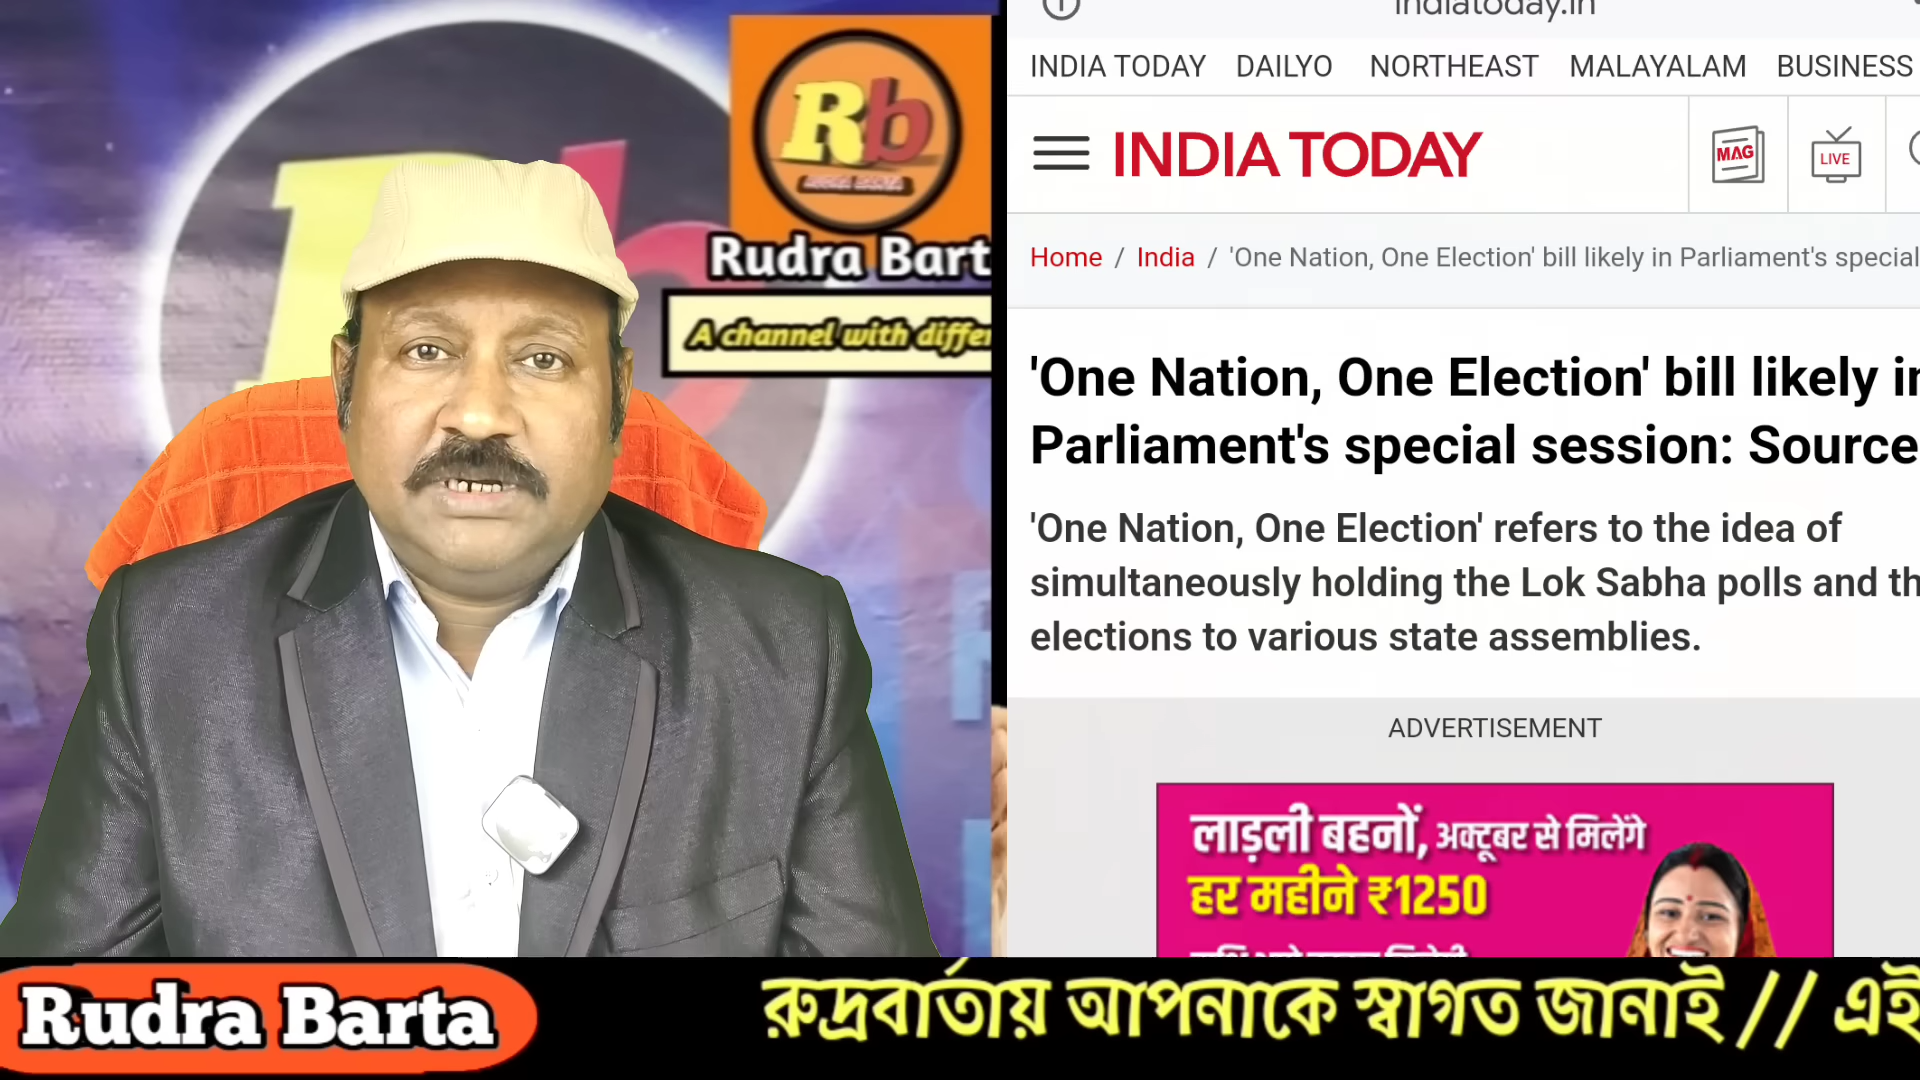 Rb
Rudra Bart
A channel with differ
indiatoday.in
INDIA TODAY DAILYO NORTHEAST MALAYALAM BUSINESS
INDIA TODAY
MAG
LIVE
Home / India / 'One Nation, One Election' bill likely in Parliament's special
'One Nation, One Election' bill likely in
Parliament's special session: Source
'One Nation, One Election' refers to the idea of
simultaneously holding the Lok Sabha polls and th
elections to various state assemblies.
ADVERTISEMENT
लाड़ली बहनों, अक्टूबर से मिलेंगे
हर महीने ₹1250
Rudra Barta
রুদ্রবার্তায় আপনাকে স্বাগত জানাই // এই